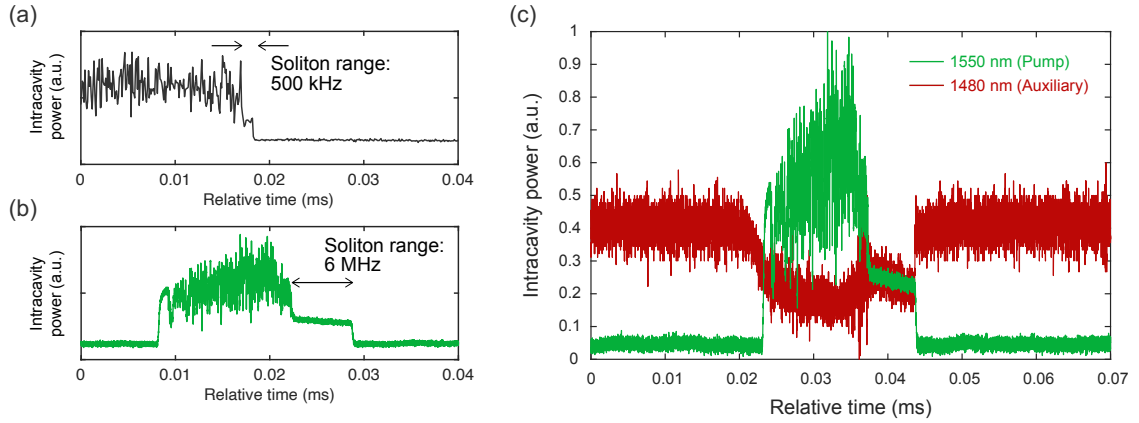 (a)
Intracavity
power (a.u.)
Soliton range:
500 kHz
0
0.01
0.02
0.03
0.04
Relative time (ms)
(b)
Intracavity
power (a.u.)
Soliton range:
6 MHz
0
0.01
0.02
0.03
0.04
Relative time (ms)
(c)
Intracavity power (a.u.)
1
0.9
0.8
0.7
0.6
0.5
0.4
0.3
0.2
0.1
0
1550 nm (Pump)
1480 nm (Auxiliary)
0
0.01
0.02
0.03
0.04
0.05
0.06
0.07
Relative time (ms)